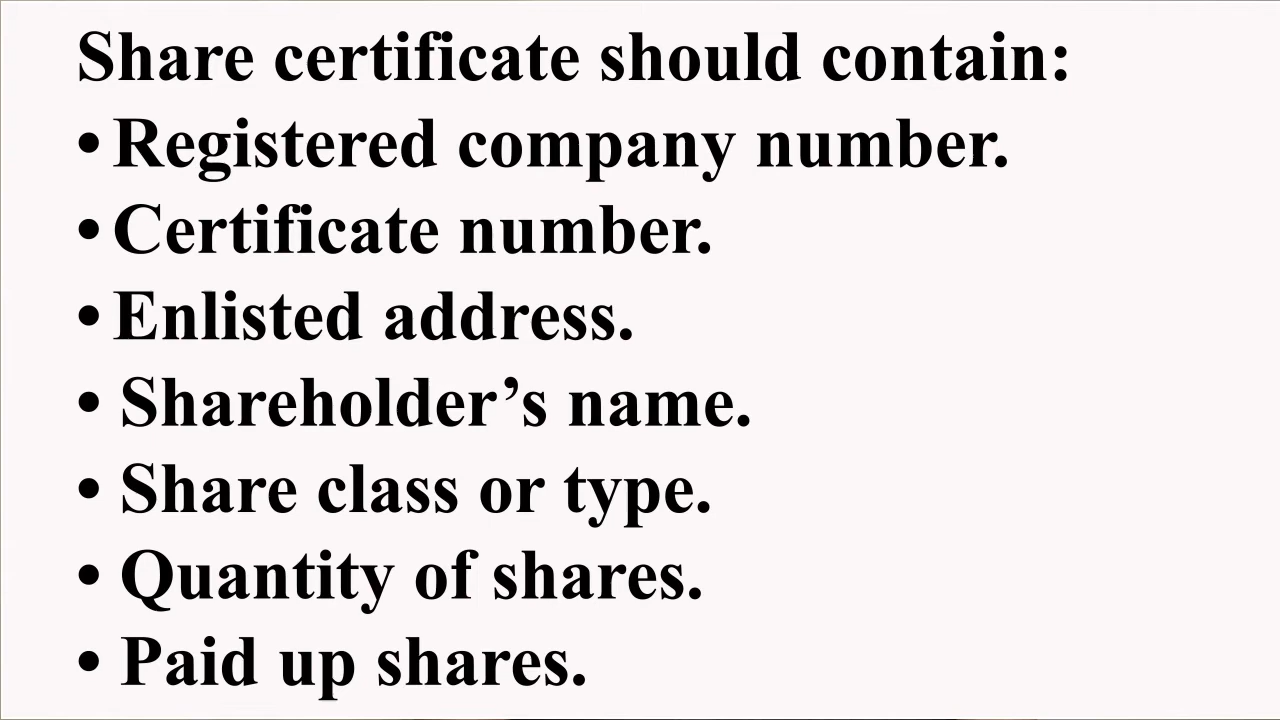 Share certificate should contain:
• Registered company number.
• Certificate number.
• Enlisted address.
• Shareholder’s name.
• Share class or type.
• Quantity of shares.
• Paid up shares.